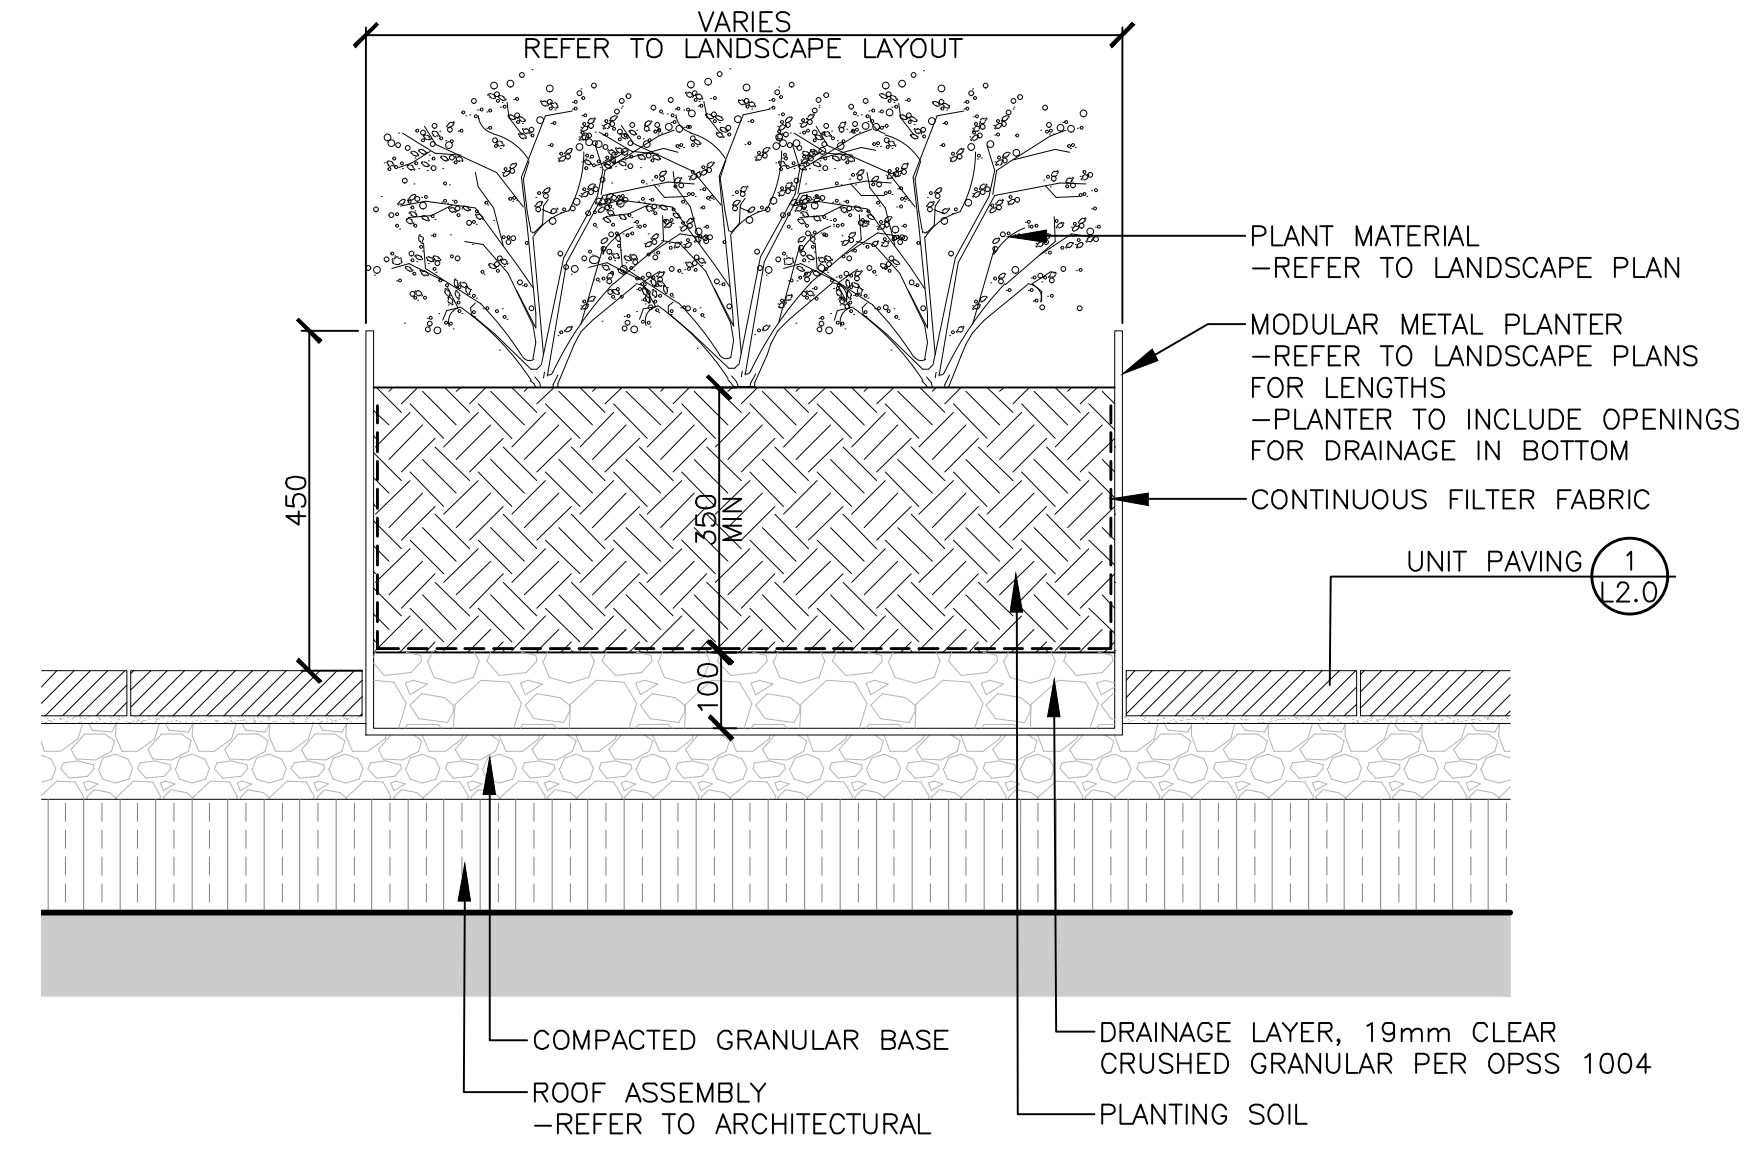 VARIES
REFER TO LANDSCAPE LAYOUT
PLANT MATERIAL
-REFER TO LANDSCAPE PLAN
MODULAR METAL PLANTER
-REFER TO LANDSCAPE PLANS
FOR LENGTHS
-PLANTER TO INCLUDE OPENINGS
FOR DRAINAGE IN BOTTOM
450
350
MIN
CONTINUOUS FILTER FABRIC
UNIT PAVING
1
L2.0
100
COMPACTED GRANULAR BASE
ROOF ASSEMBLY
-REFER TO ARCHITECTURAL
DRAINAGE LAYER, 19mm CLEAR
CRUSHED GRANULAR PER OPSS 1004
PLANTING SOIL